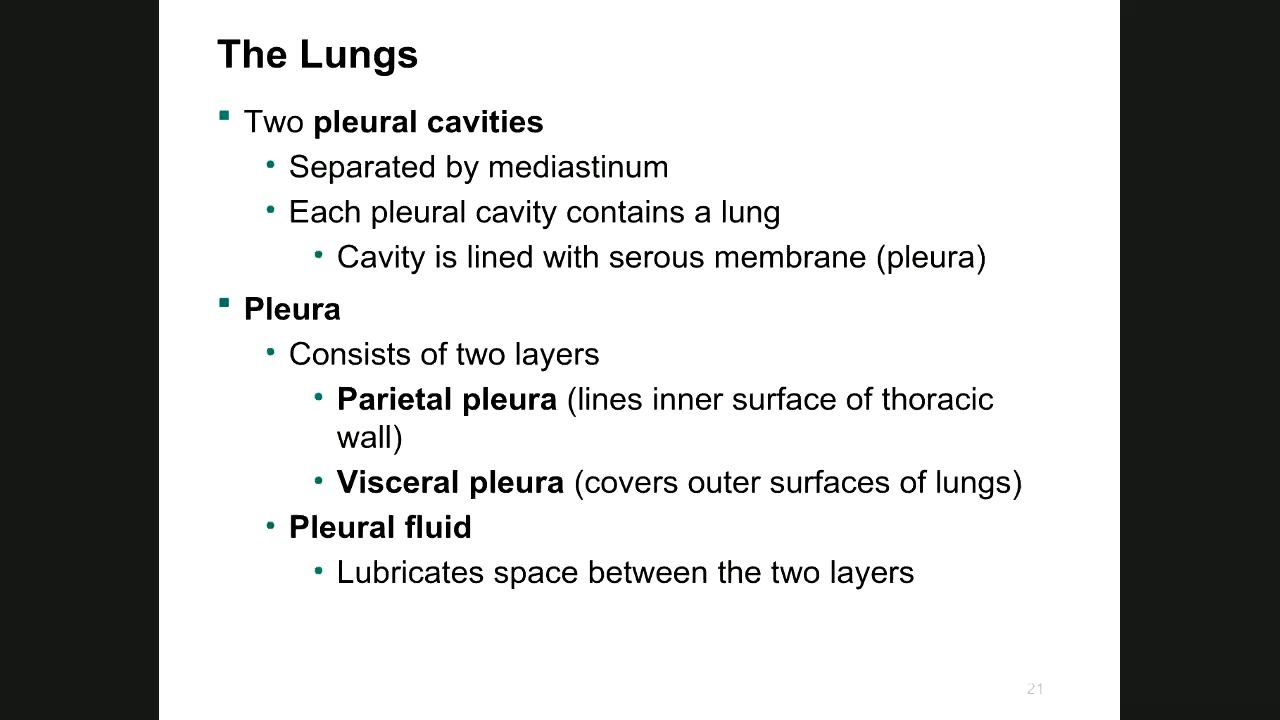 The Lungs
Two pleural cavities
Separated by mediastinum
Each pleural cavity contains a lung
Cavity is lined with serous membrane (pleura)
Pleura
Consists of two layers
Parietal pleura (lines inner surface of thoracic
wall)
Visceral pleura (covers outer surfaces of lungs)
Pleural fluid
Lubricates space between the two layers
21